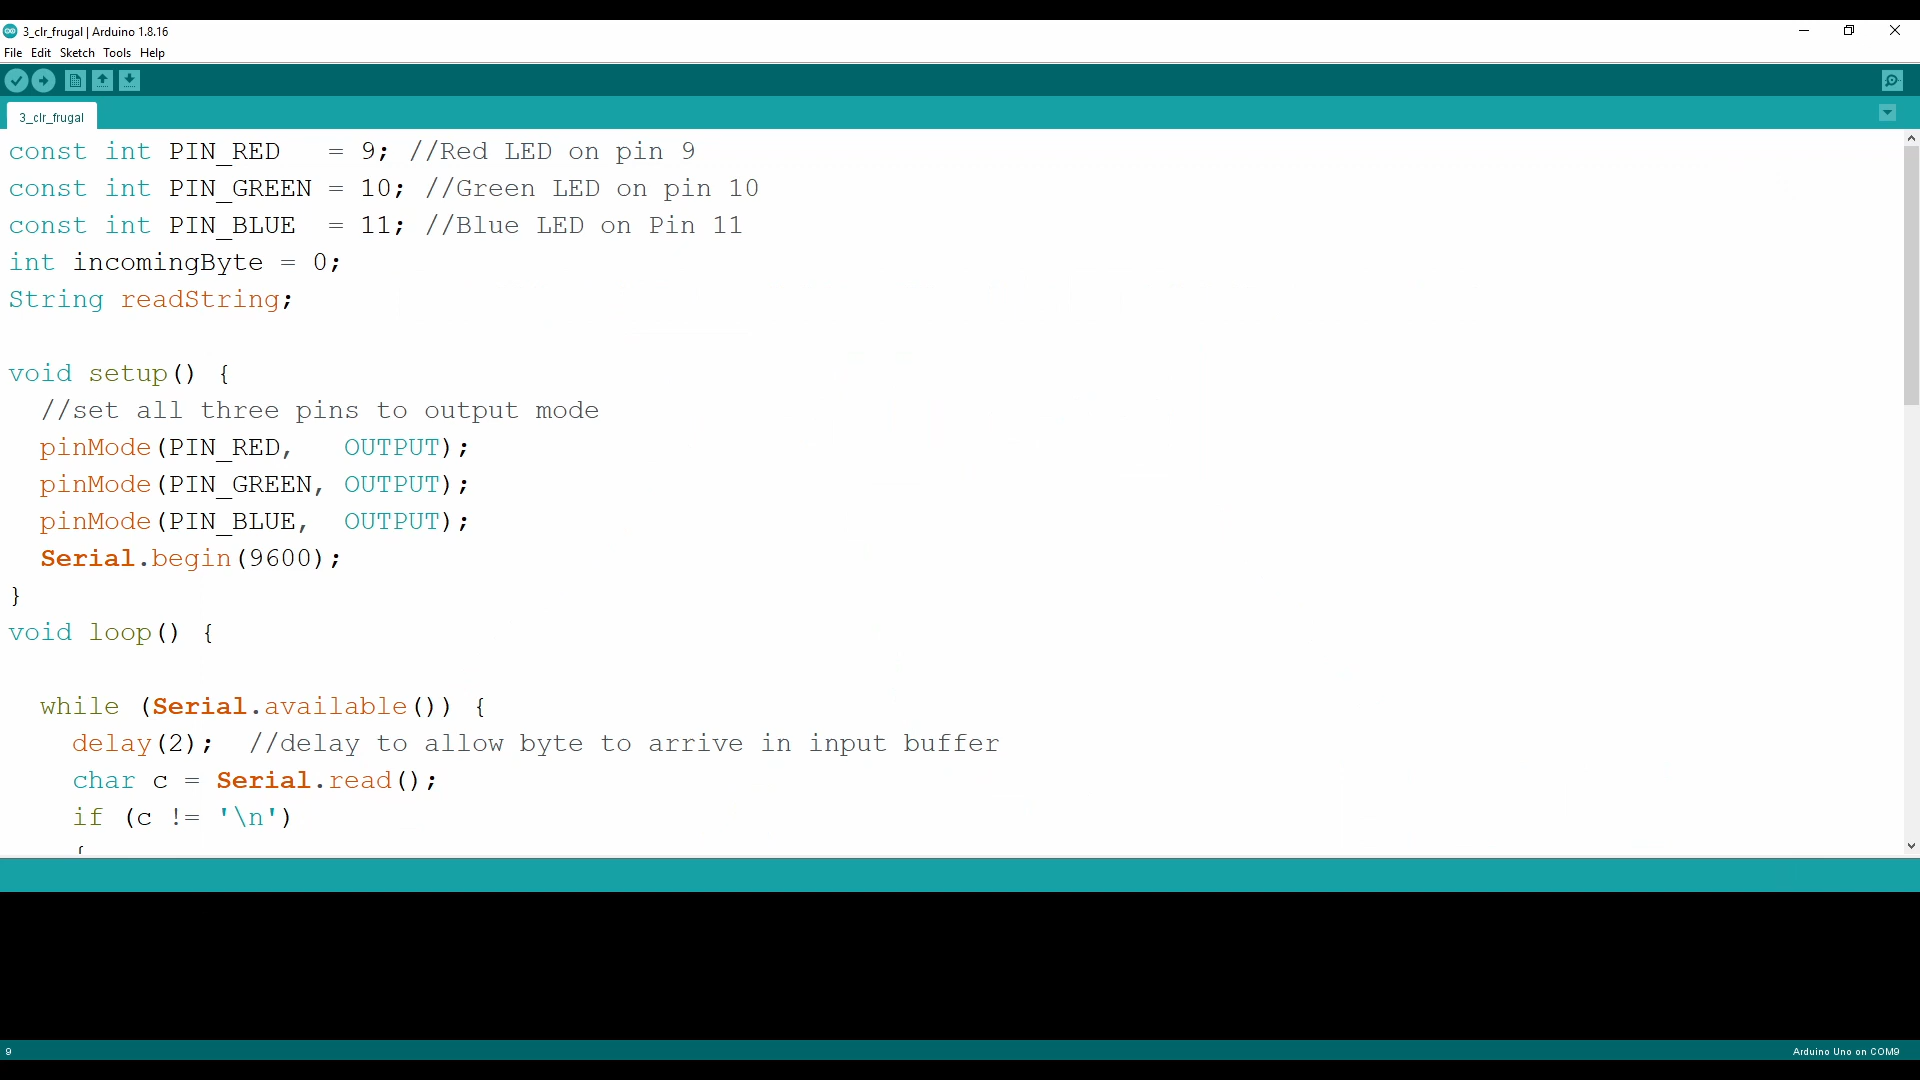 3_clr_frugal | Arduino 1.8.16
File Edit Sketch Tools Help
3_clr_frugal
const int PIN_RED   = 9; //Red LED on pin 9
const int PIN_GREEN = 10; //Green LED on pin 10
const int PIN_BLUE  = 11; //Blue LED on Pin 11
int incomingByte = 0;
String readString;
void setup() {
  //set all three pins to output mode
  pinMode(PIN_RED,   OUTPUT);
  pinMode(PIN_GREEN, OUTPUT);
  pinMode(PIN_BLUE,  OUTPUT);
  Serial.begin(9600);
}
void loop() {
  while (Serial.available()) {
    delay(2);  //delay to allow byte to arrive in input buffer
    char c = Serial.read();
    if (c != '\n')
    {
9
Arduino Uno on COM9